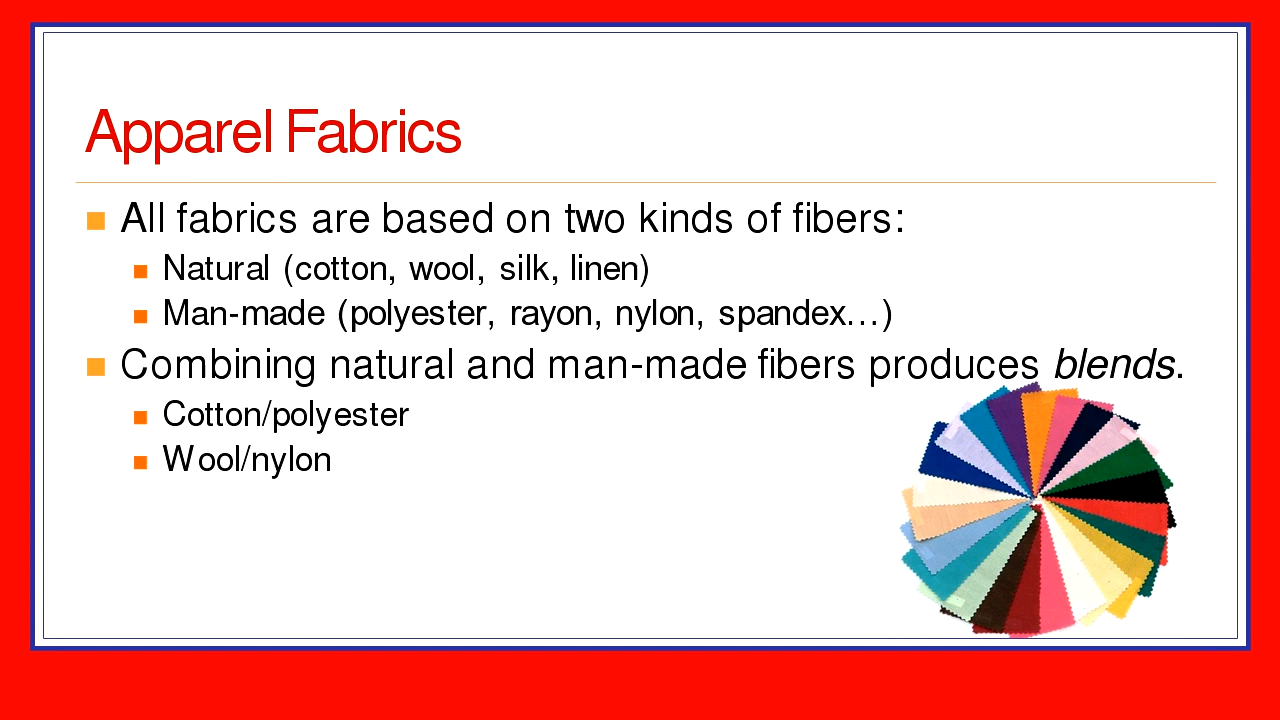 Apparel Fabrics
All fabrics are based on two kinds of fibers:
Natural (cotton, wool, silk, linen)
Man-made (polyester, rayon, nylon, spandex…)
Combining natural and man-made fibers produces blends.
Cotton/polyester
Wool/nylon